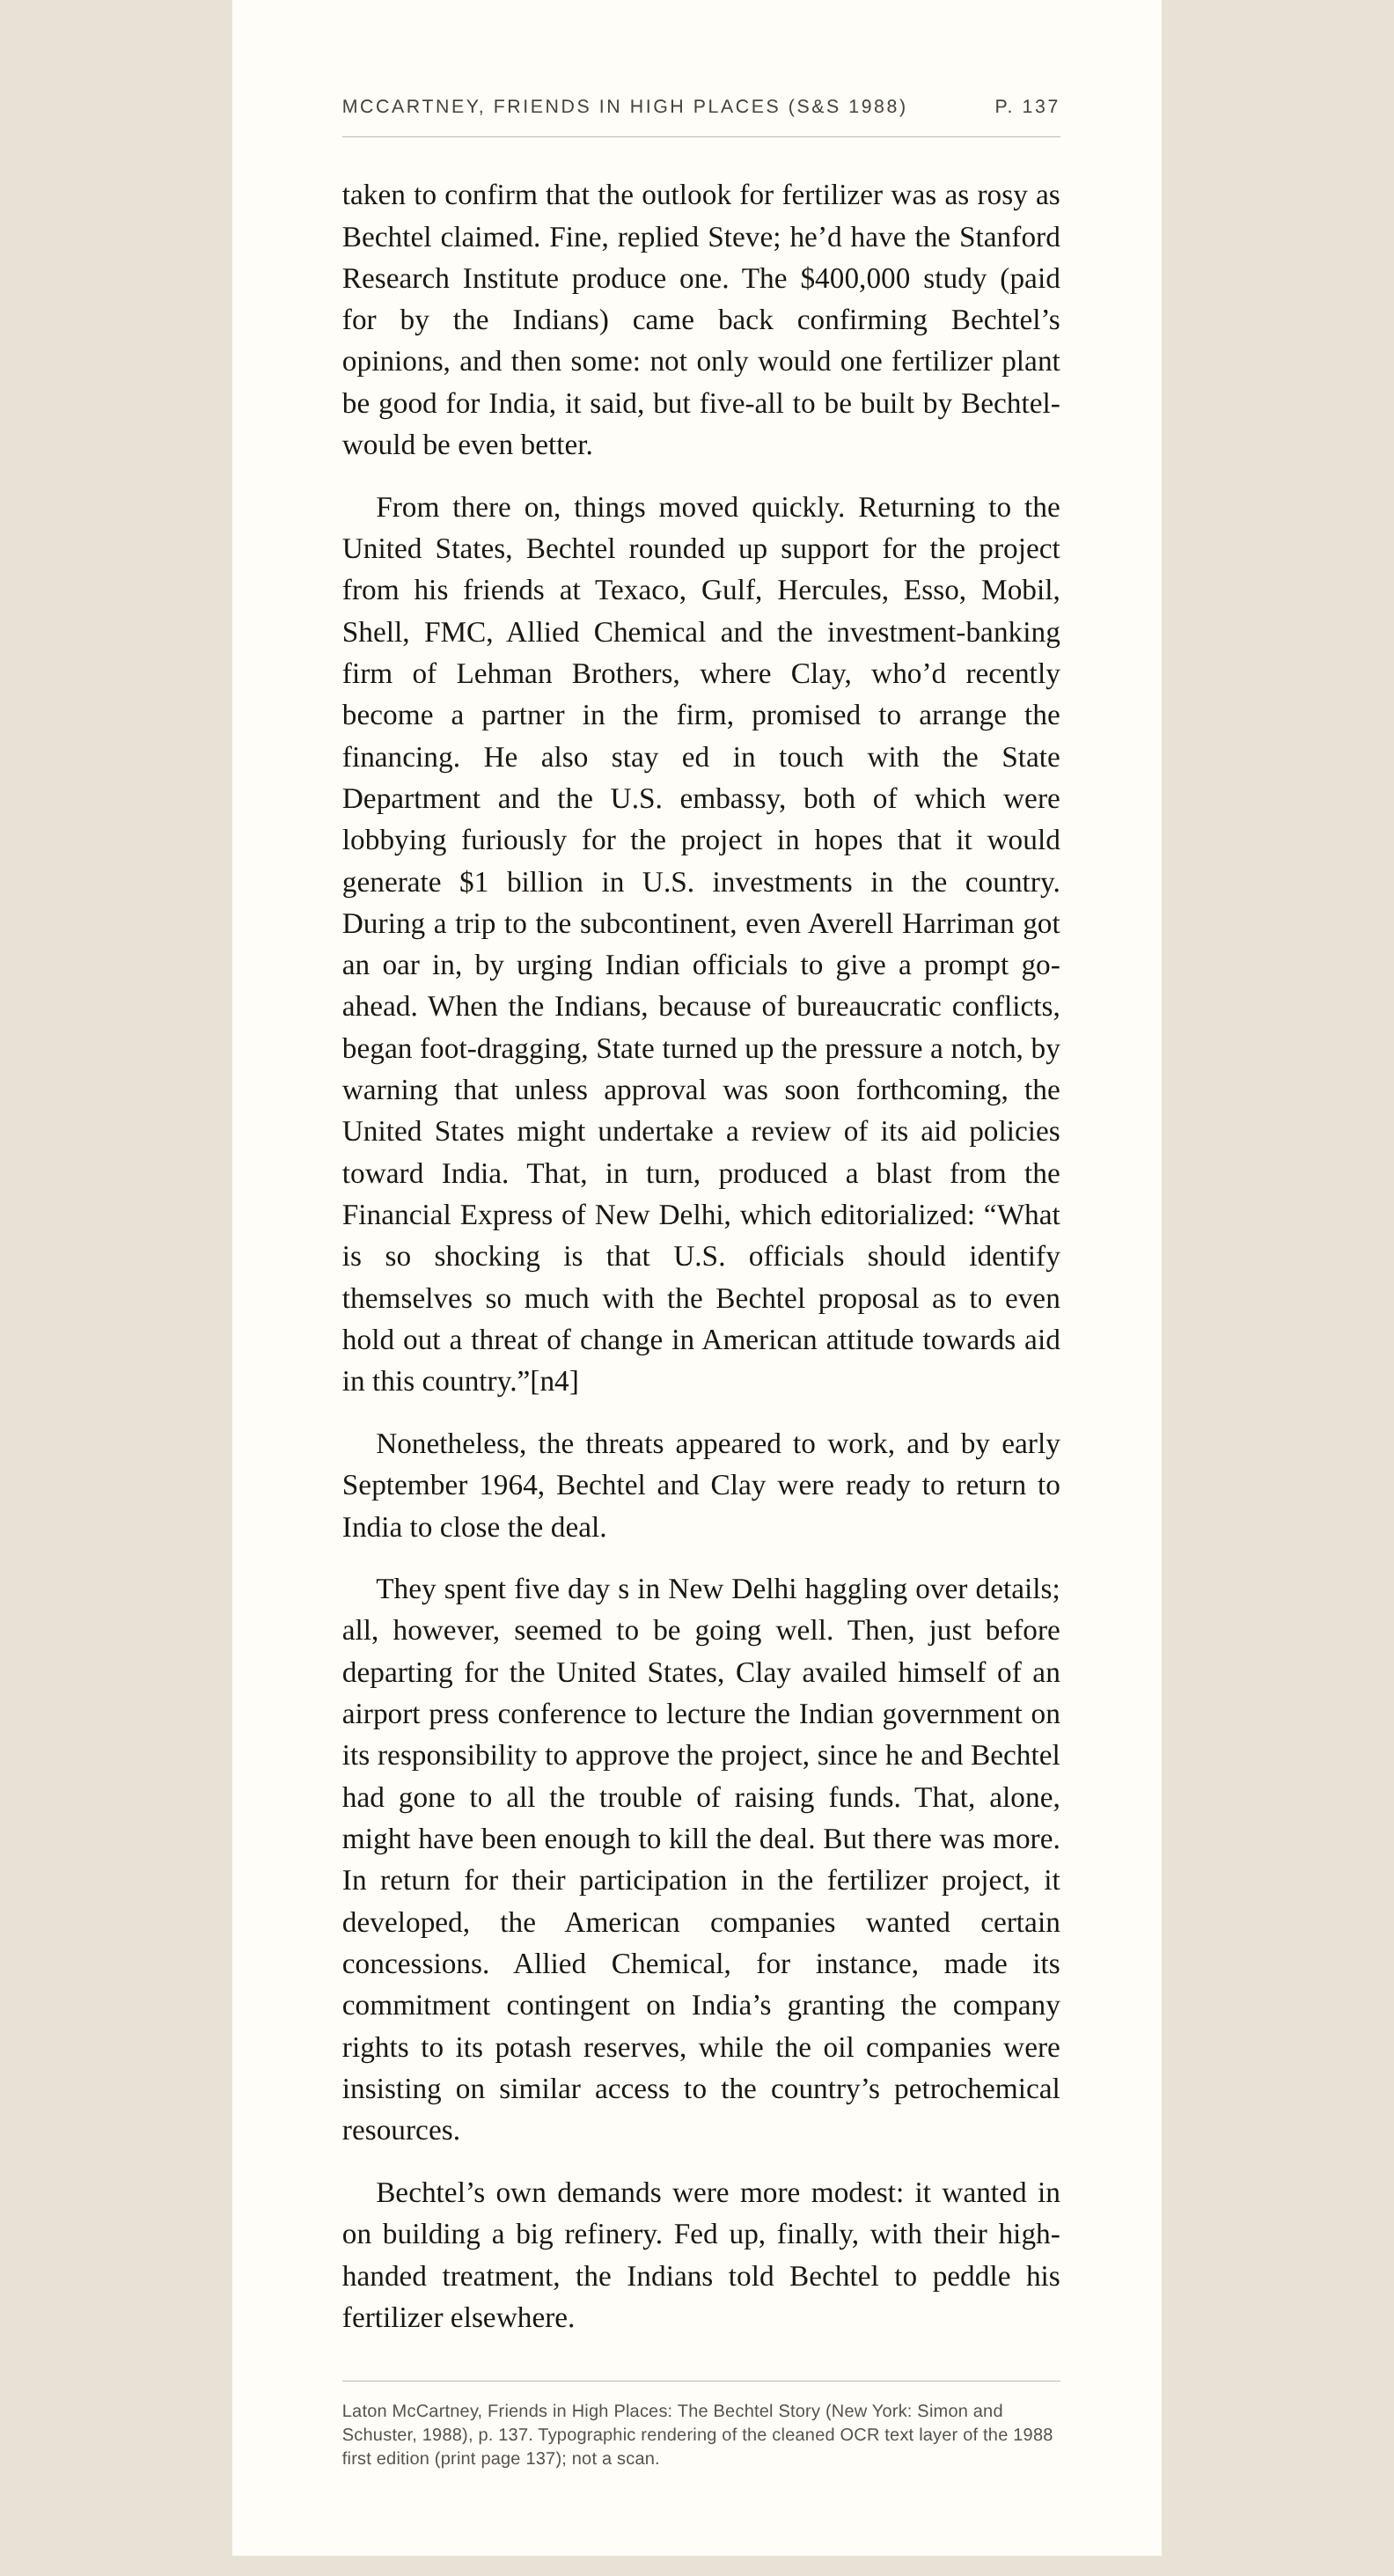 MCCARTNEY, FRIENDS IN HIGH PLACES (S&S 1988) P. 137
taken to confirm that the outlook for fertilizer was as rosy as
Bechtel claimed. Fine, replied Steve; he’d have the Stanford
Research Institute produce one. The $400,000 study (paid
for by the Indians) came back confirming Bechtel’s
opinions, and then some: not only would one fertilizer plant
be good for India, it said, but five-all to be built by Bechtel-
would be even better.
From there on, things moved quickly. Returning to the
United States, Bechtel rounded up support for the project
from his friends at Texaco, Gulf, Hercules, Esso, Mobil,
Shell, FMC, Allied Chemical and the investment-banking
firm of Lehman Brothers, where Clay, who’d recently
become a partner in the firm, promised to arrange the
financing. He also stay ed in touch with the State
Department and the U.S. embassy, both of which were
lobbying furiously for the project in hopes that it would
generate $1 billion in U.S. investments in the country.
During a trip to the subcontinent, even Averell Harriman got
an oar in, by urging Indian officials to give a prompt go-
ahead. When the Indians, because of bureaucratic conflicts,
began foot-dragging, State turned up the pressure a notch, by
warning that unless approval was soon forthcoming, the
United States might undertake a review of its aid policies
toward India. That, in turn, produced a blast from the
Financial Express of New Delhi, which editorialized: “What
is so shocking is that U.S. officials should identify
themselves so much with the Bechtel proposal as to even
hold out a threat of change in American attitude towards aid
in this country.”[n4]
Nonetheless, the threats appeared to work, and by early
September 1964, Bechtel and Clay were ready to return to
India to close the deal.
They spent five day s in New Delhi haggling over details;
all, however, seemed to be going well. Then, just before
departing for the United States, Clay availed himself of an
airport press conference to lecture the Indian government on
its responsibility to approve the project, since he and Bechtel
had gone to all the trouble of raising funds. That, alone,
might have been enough to kill the deal. But there was more.
In return for their participation in the fertilizer project, it
developed, the American companies wanted certain
concessions. Allied Chemical, for instance, made its
commitment contingent on India’s granting the company
rights to its potash reserves, while the oil companies were
insisting on similar access to the country’s petrochemical
resources.
Bechtel’s own demands were more modest: it wanted in
on building a big refinery. Fed up, finally, with their high-
handed treatment, the Indians told Bechtel to peddle his
fertilizer elsewhere.
Laton McCartney, Friends in High Places: The Bechtel Story (New York: Simon and
Schuster, 1988), p. 137. Typographic rendering of the cleaned OCR text layer of the 1988
first edition (print page 137); not a scan.